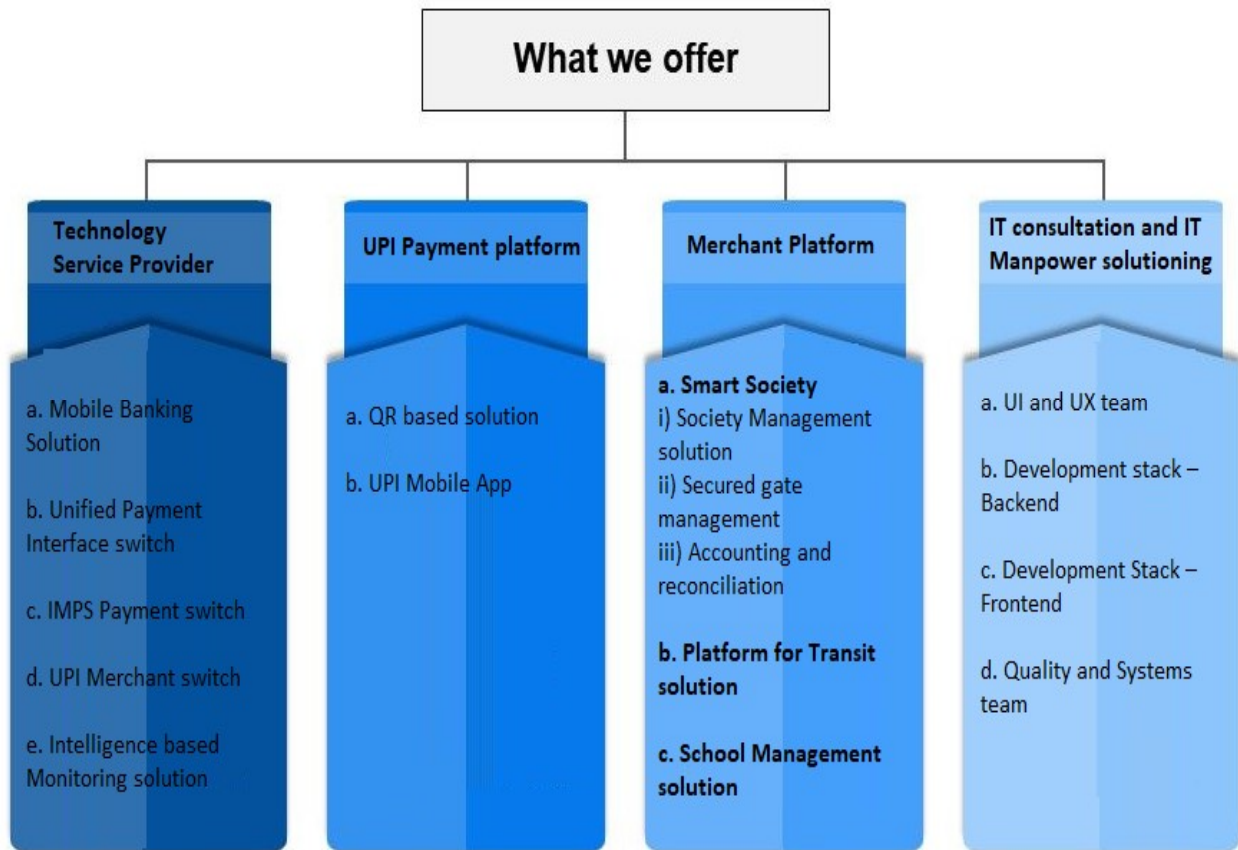 What we offer
Technology
Service Provider
a. Mobile Banking
Solution
b. Unified Payment
Interface switch
c. IMPS Payment switch
d. UPI Merchant switch
e. Intelligence based
Monitoring solution
UPI Payment platform
a. QR based solution
b. UPI Mobile App
Merchant Platform
a. Smart Society
i) Society Management
solution
ii) Secured gate
management
iii) Accounting and
reconciliation
b. Platform for Transit
solution
c. School Management
solution
IT consultation and IT
Manpower solutioning
a. UI and UX team
b. Development stack –
Backend
c. Development Stack –
Frontend
d. Quality and Systems
team